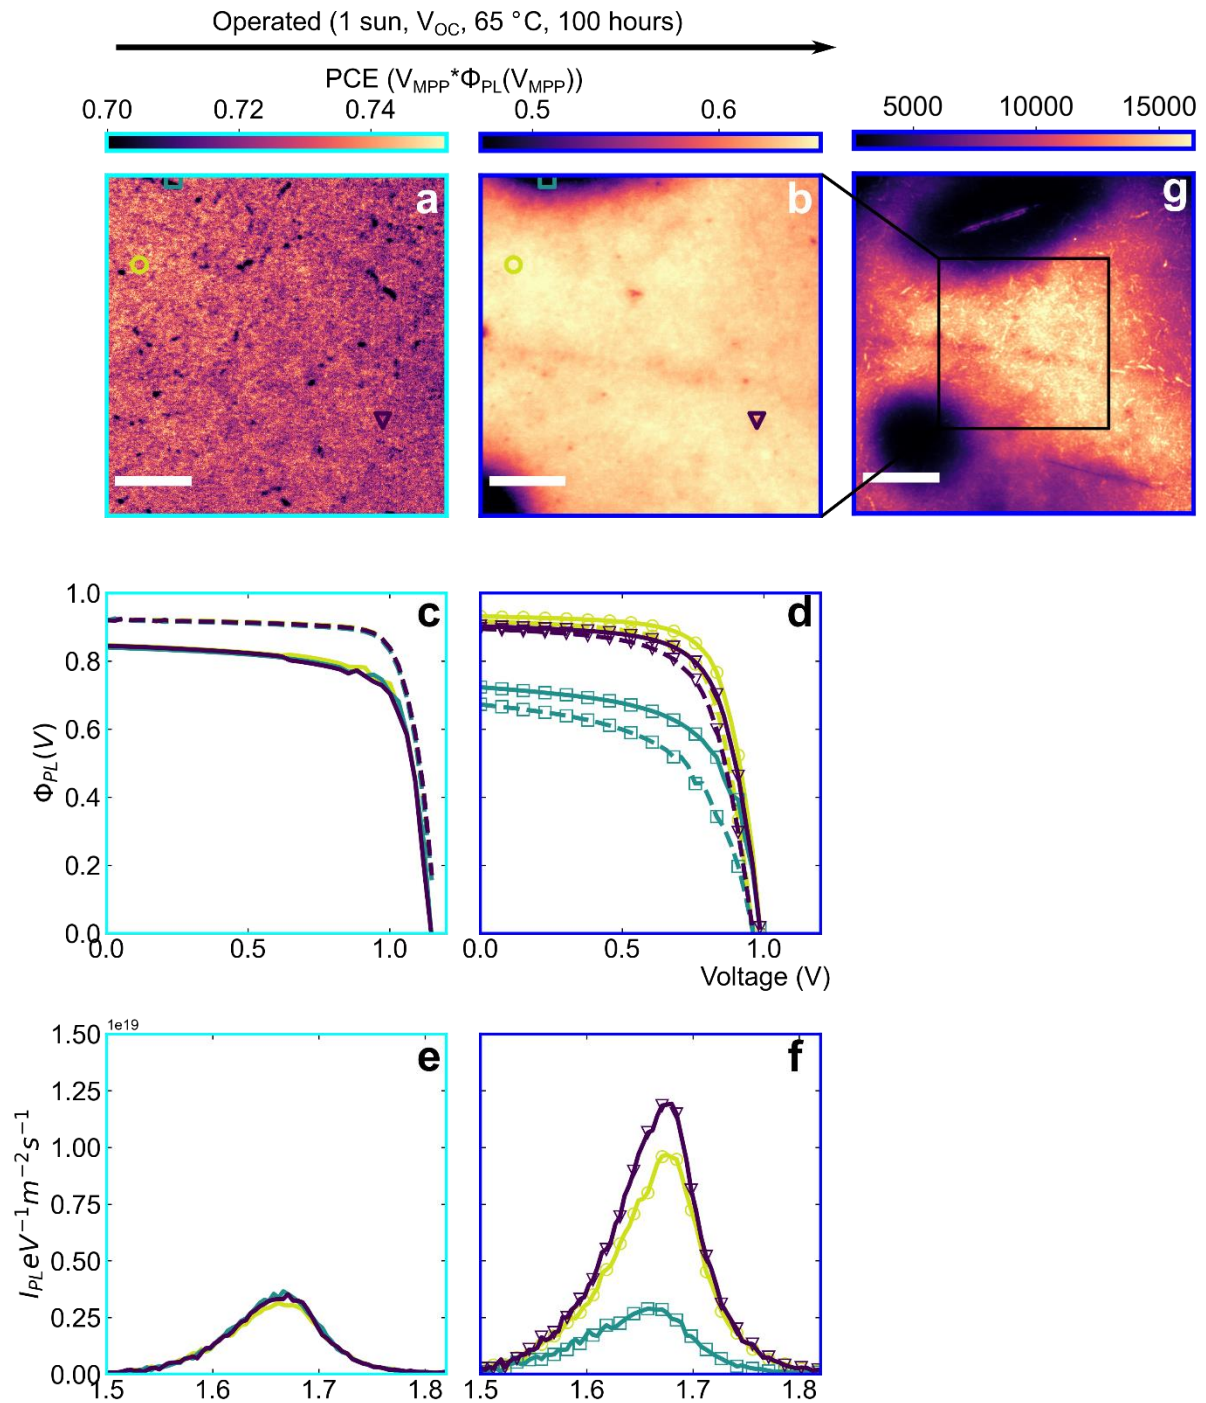 Operated (1 sun, V_OC, 65 °C, 100 hours)
PCE (V_MPP*Φ_PL(V_MPP))
0.70 0.72 0.74 0.5 0.6 5000 10000 15000
a b g
1.0 c d
0.8
0.6
0.4
0.2
0.0
Φ_PL(V)
0.0 0.5 1.0 0.0 0.5 1.0
Voltage (V)
1e19
1.50 e f
1.25
1.00
0.75
0.50
0.25
0.00
I_PL eV⁻¹m⁻²s⁻¹
1.5 1.6 1.7 1.8 1.5 1.6 1.7 1.8